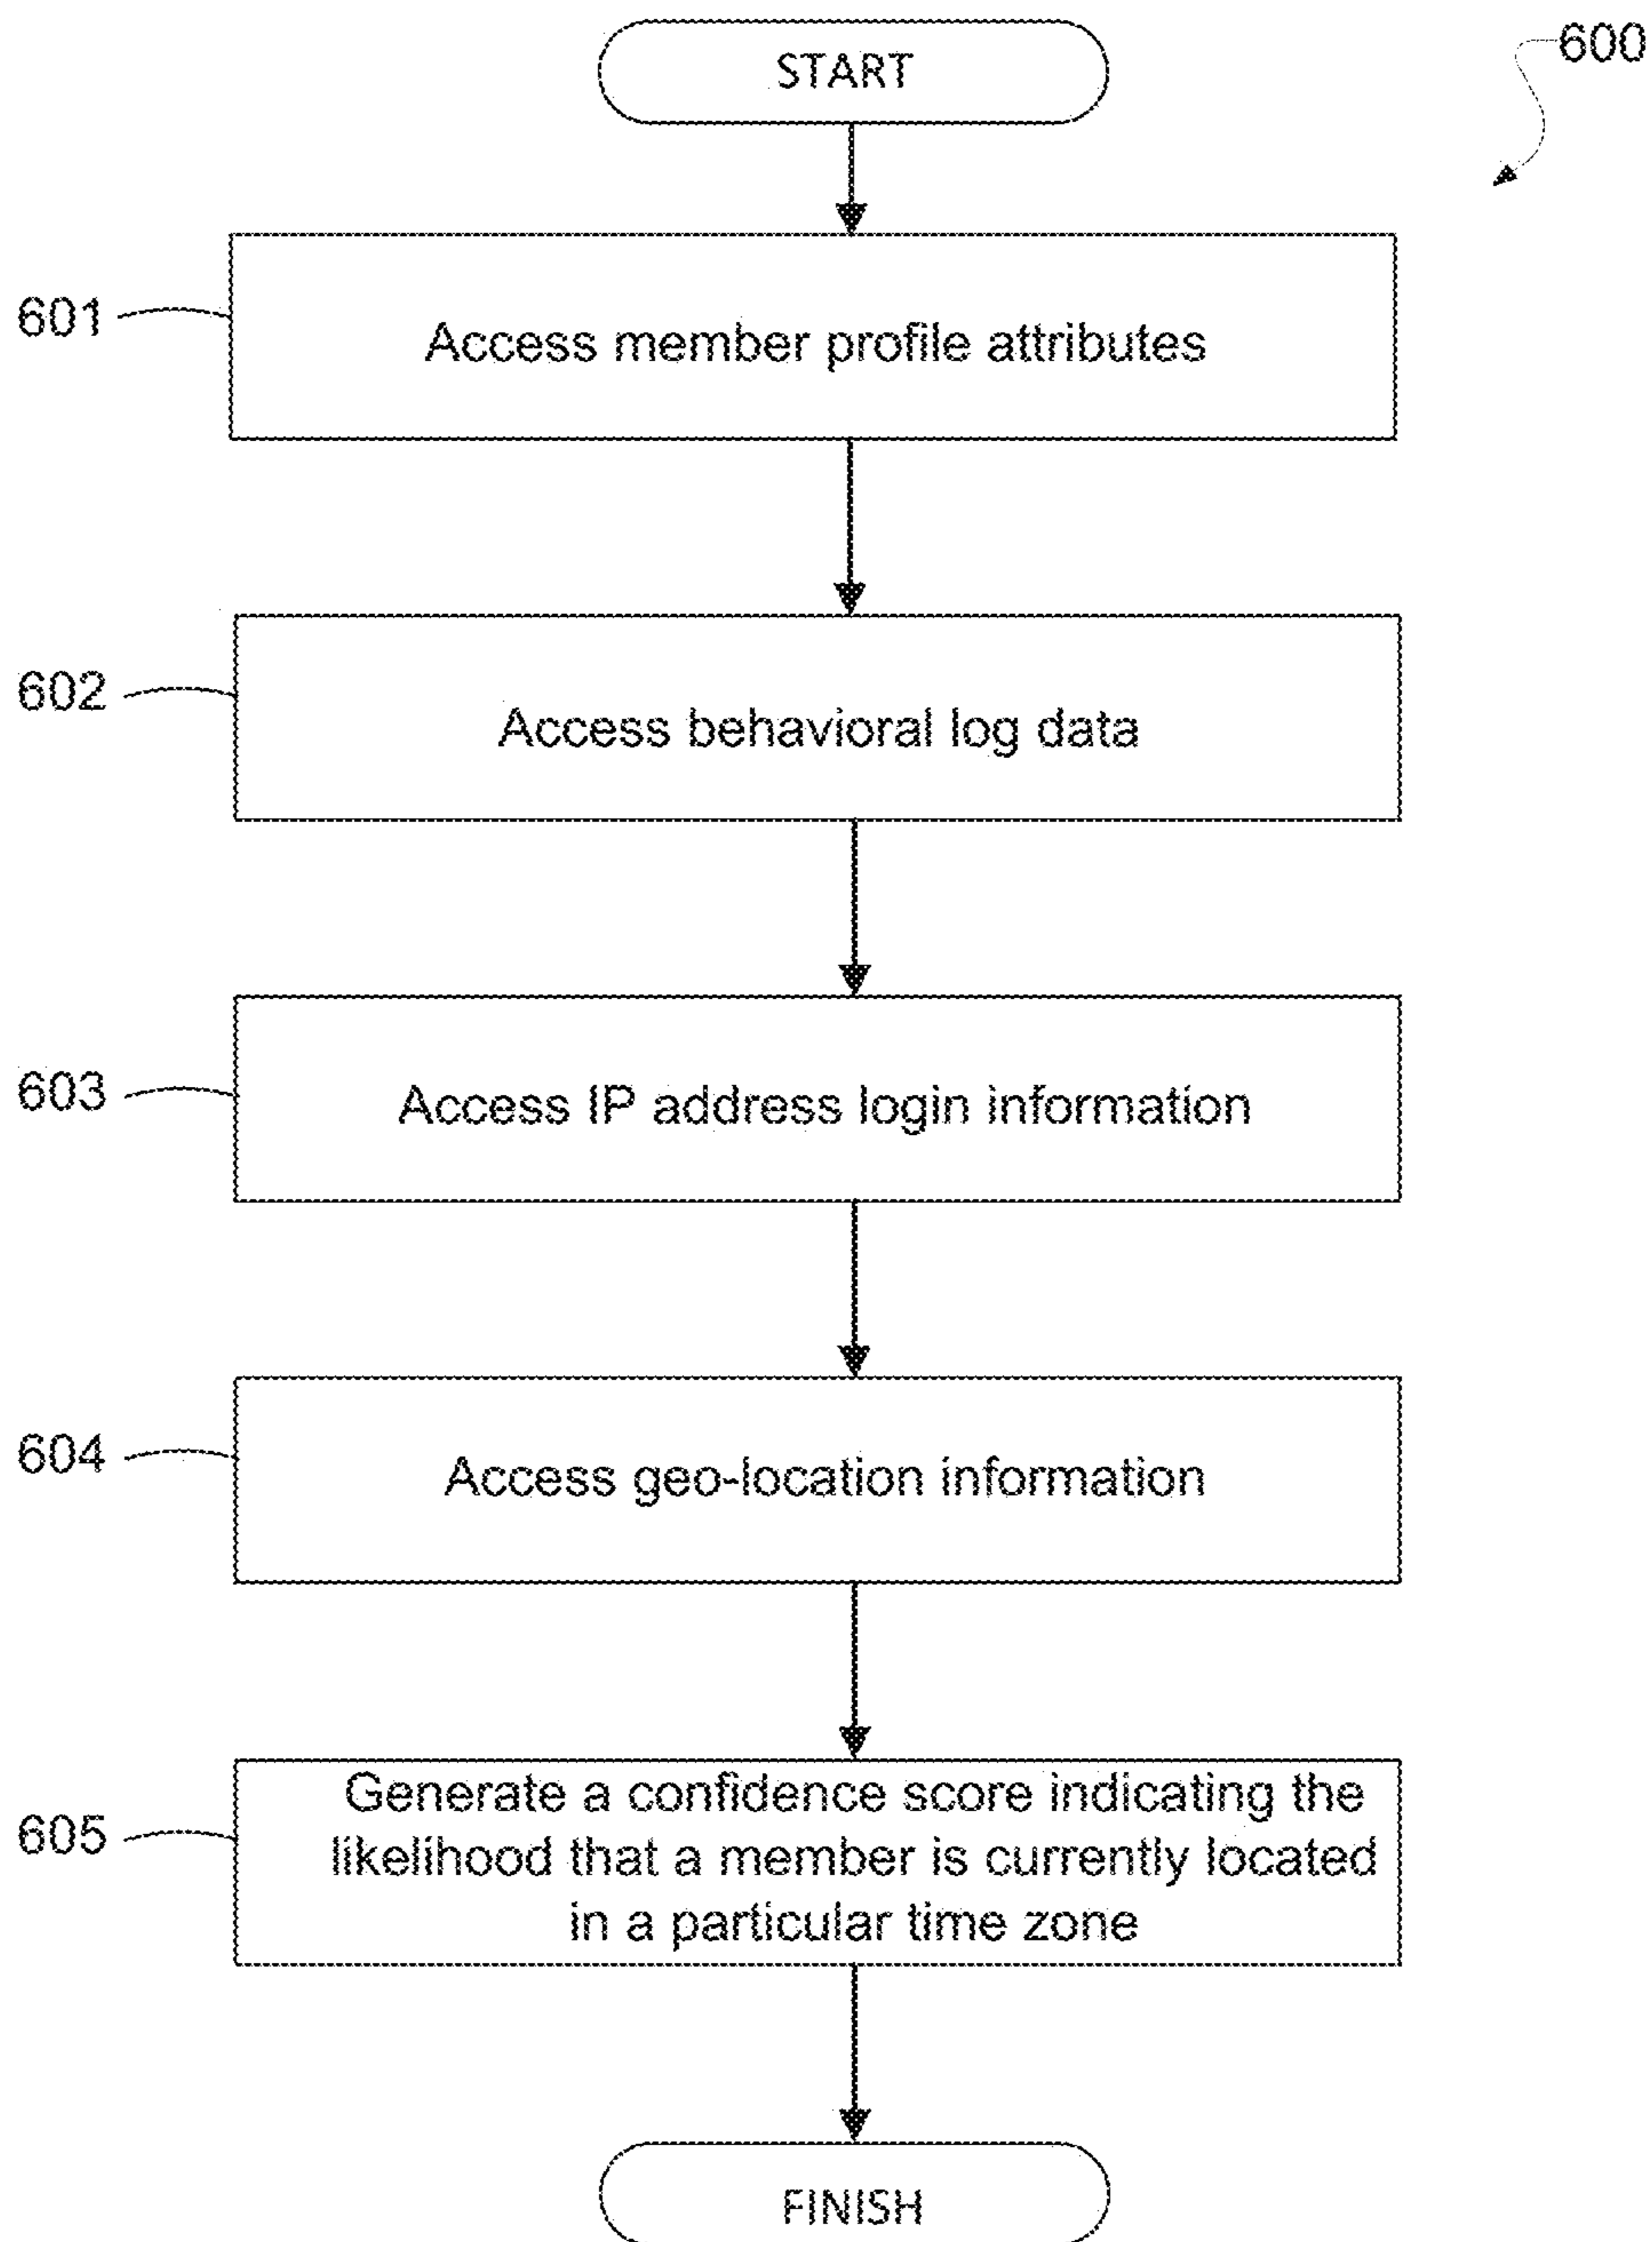 START
600
601
Access member profile attributes
602
Access behavioral log data
603
Access IP address login information
604
Access geo-location information
605
Generate a confidence score indicating the
likelihood that a member is currently located
in a particular time zone
FINISH